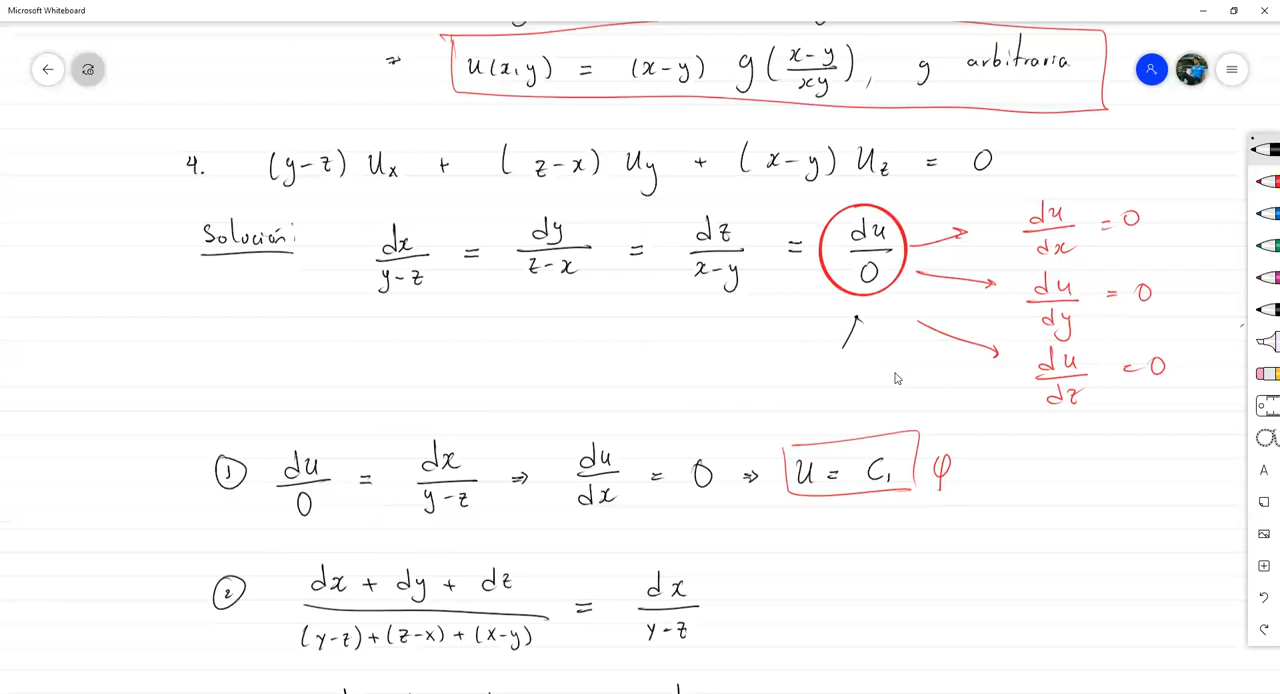 Microsoft Whiteboard
⇒ u(x,y) = (x-y) g((x-y)/(xy)), g arbitraria
4. (y-z) Ux + (z-x) Uy + (x-y) Uz = 0
Solución: dx/(y-z) = dy/(z-x) = dz/(x-y) = du/0
du/dx = 0
du/dy = 0
du/dz = 0
① du/0 = dx/(y-z) ⇒ du/dx = 0 ⇒ U = C₁ φ
② (dx + dy + dz)/((y-z)+(z-x)+(x-y)) = dx/(y-z)
A